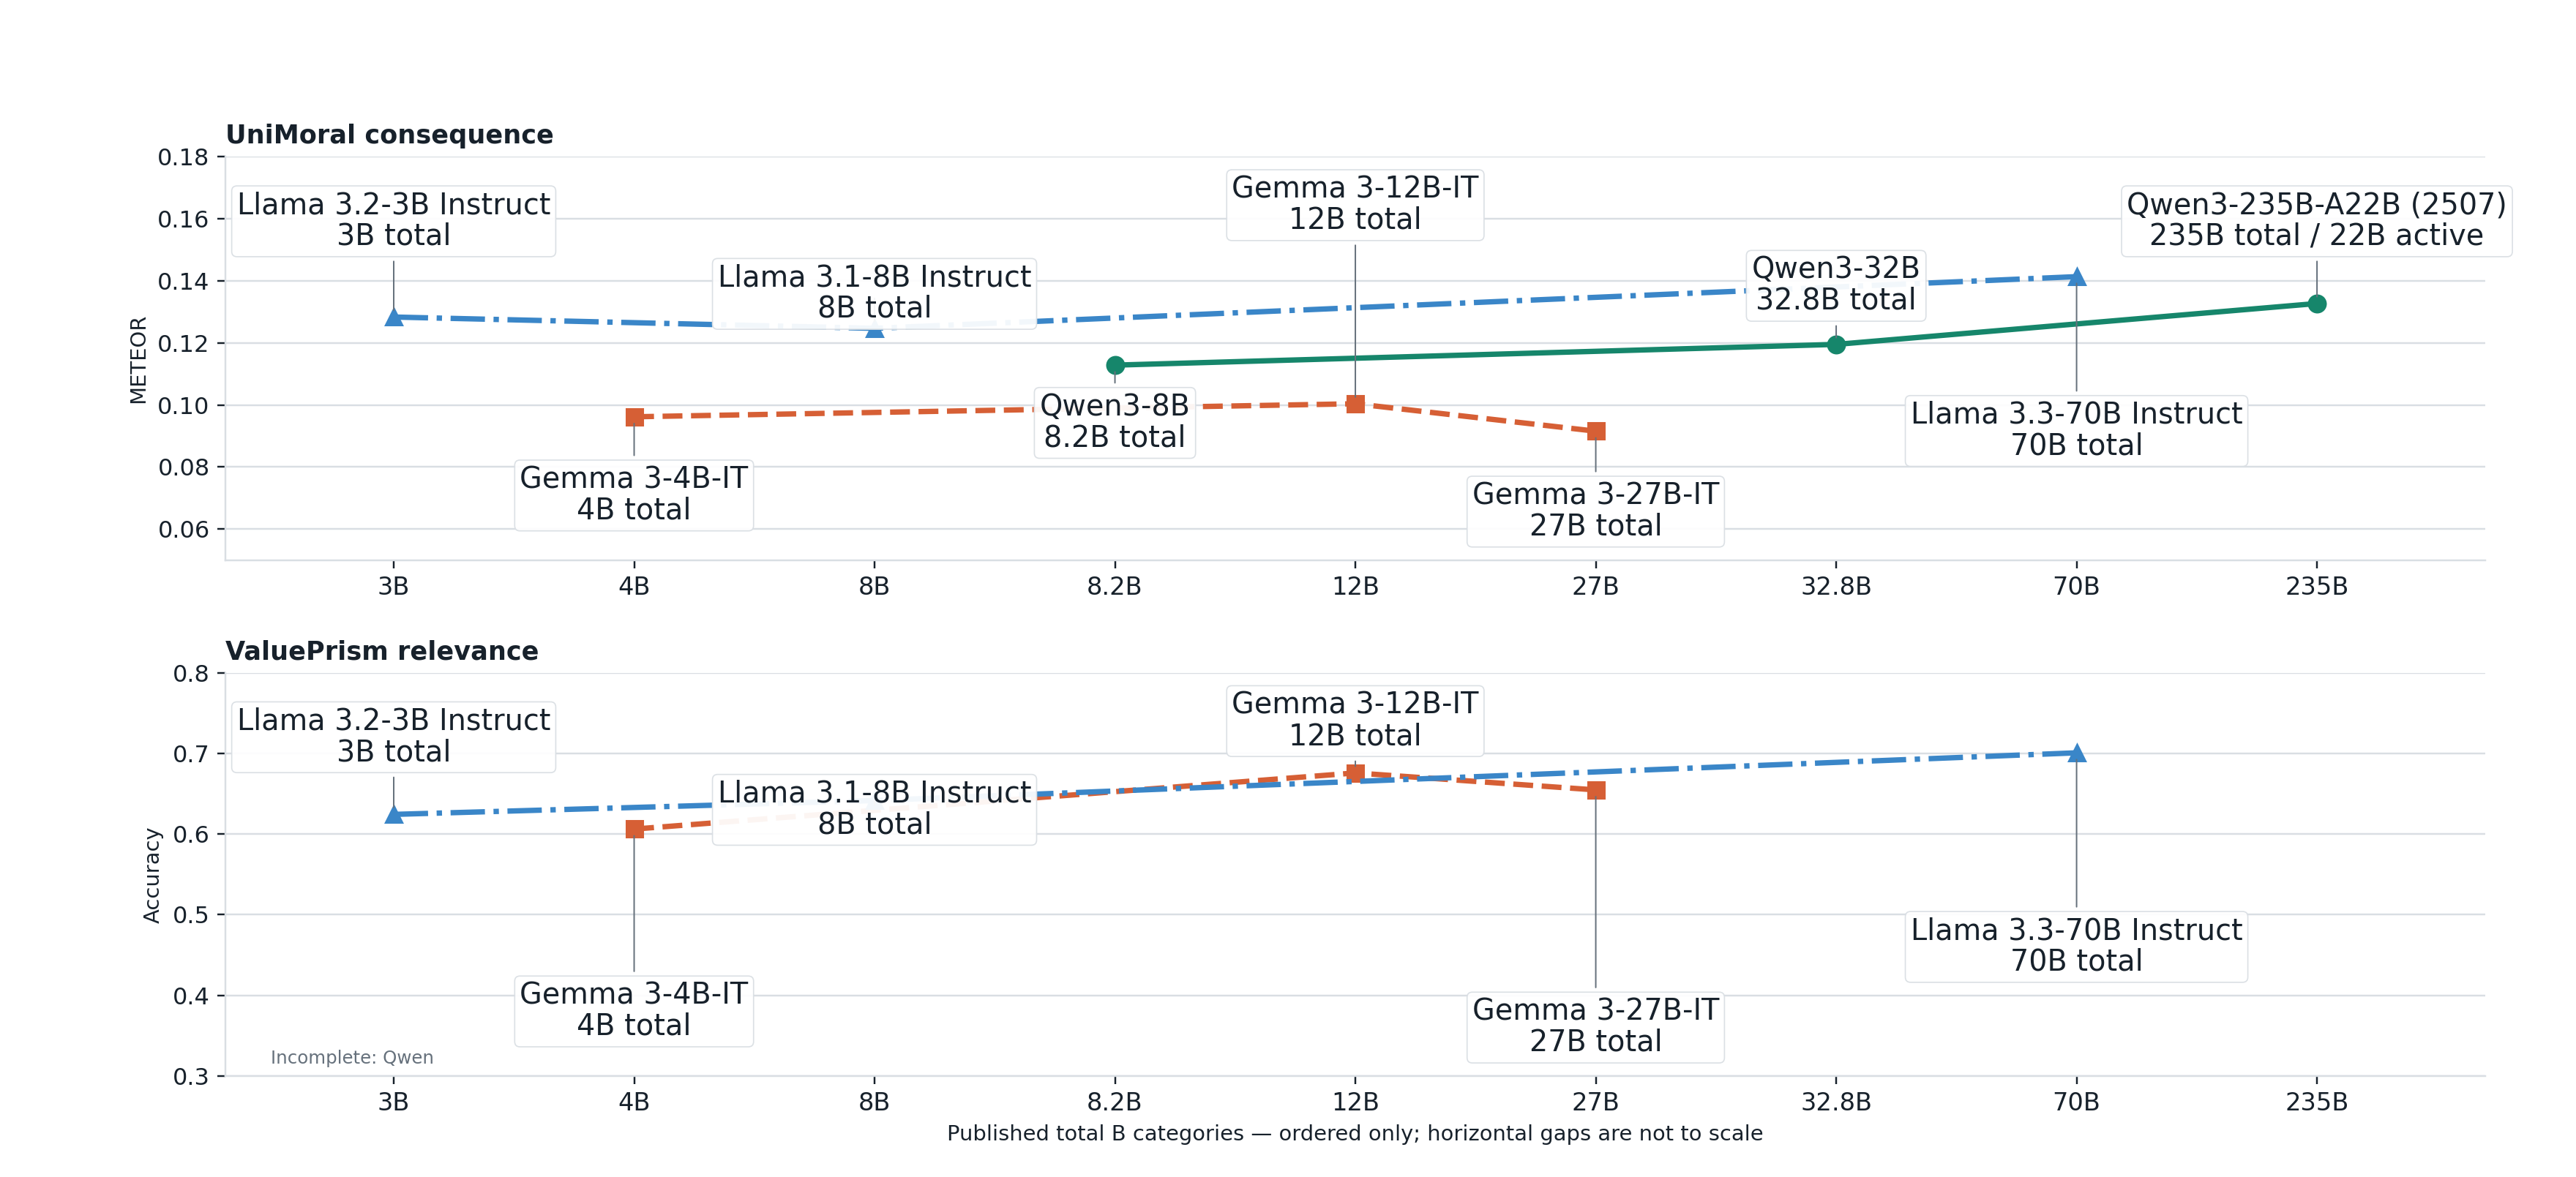 UniMoral consequence
METEOR
0.18
0.16
0.14
0.12
0.10
0.08
0.06
Llama 3.2-3B Instruct
3B total
Llama 3.1-8B Instruct
8B total
Gemma 3-12B-IT
12B total
Qwen3-32B
32.8B total
Qwen3-235B-A22B (2507)
235B total / 22B active
Qwen3-8B
8.2B total
Llama 3.3-70B Instruct
70B total
Gemma 3-4B-IT
4B total
Gemma 3-27B-IT
27B total
3B 4B 8B 8.2B 12B 27B 32.8B 70B 235B
ValuePrism relevance
Accuracy
0.8
0.7
0.6
0.5
0.4
0.3
Llama 3.2-3B Instruct
3B total
Gemma 3-12B-IT
12B total
Llama 3.1-8B Instruct
8B total
Llama 3.3-70B Instruct
70B total
Gemma 3-4B-IT
4B total
Gemma 3-27B-IT
27B total
Incomplete: Qwen
3B 4B 8B 8.2B 12B 27B 32.8B 70B 235B
Published total B categories — ordered only; horizontal gaps are not to scale